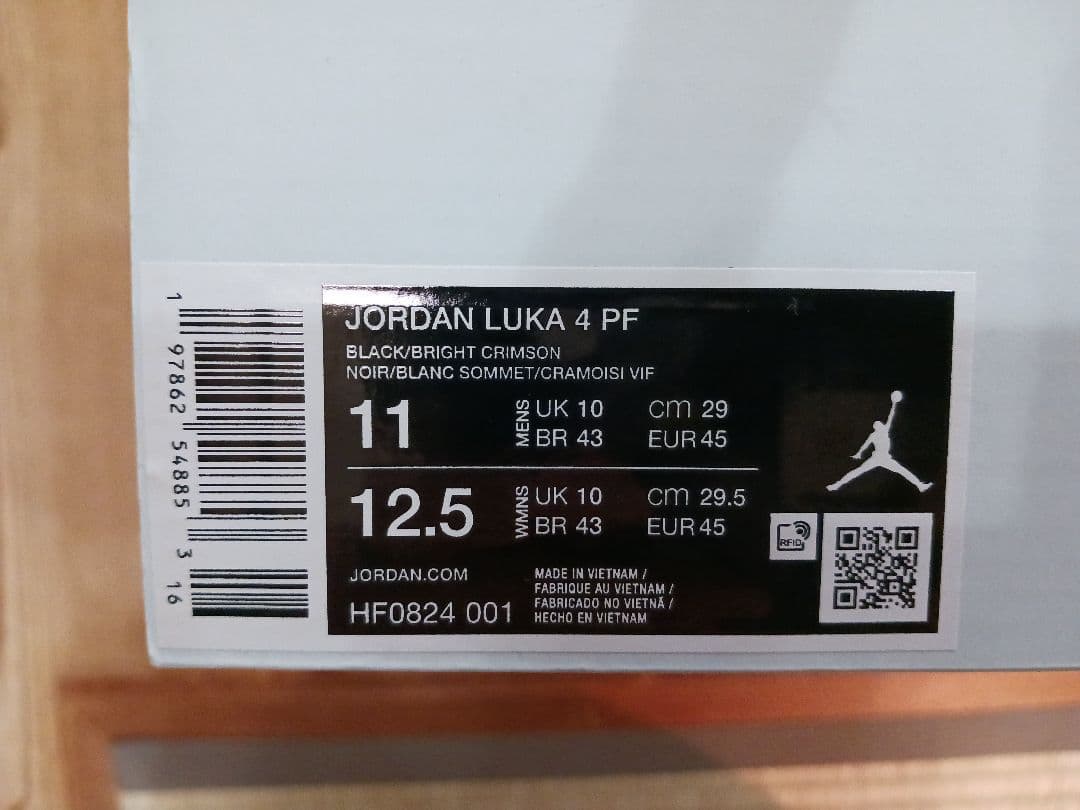 JORDAN LUKA 4 PF
BLACK/BRIGHT CRIMSON
NOIR/BLANC SOMMET/CRAMOISI VIF
11 MENS UK 10 cm 29
BR 43 EUR 45
12.5 WMNS UK 10 cm 29.5
BR 43 EUR 45
RFID
JORDAN.COM
HF0824 001
MADE IN VIETNAM /
FABRIQUE AU VIETNAM /
FABRICADO NO VIETNÃ /
HECHO EN VIETNAM
1 97862 54885 3 16